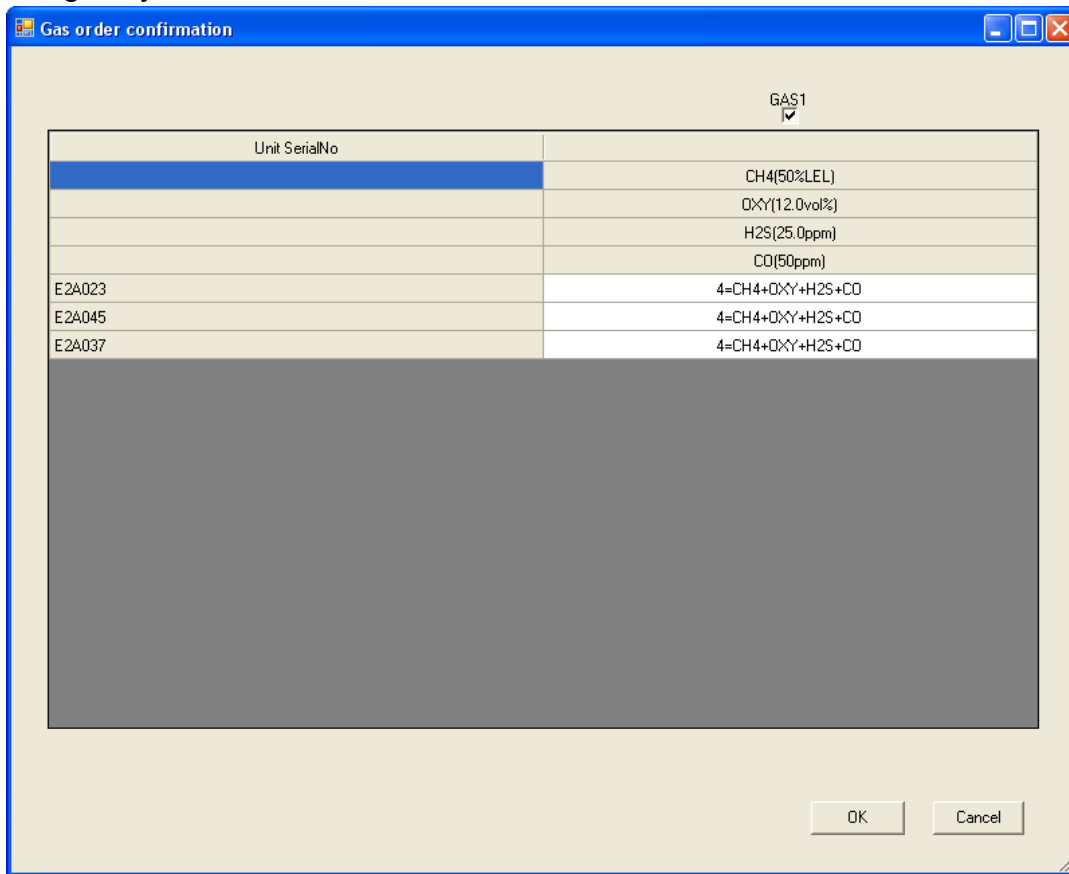 Gas order confirmation
GAS1
Unit SerialNo
CH4(50%LEL)
OXY(12.0vol%)
H2S(25.0ppm)
CO(50ppm)
E2A023 4=CH4+OXY+H2S+CO
E2A045 4=CH4+OXY+H2S+CO
E2A037 4=CH4+OXY+H2S+CO
OK Cancel